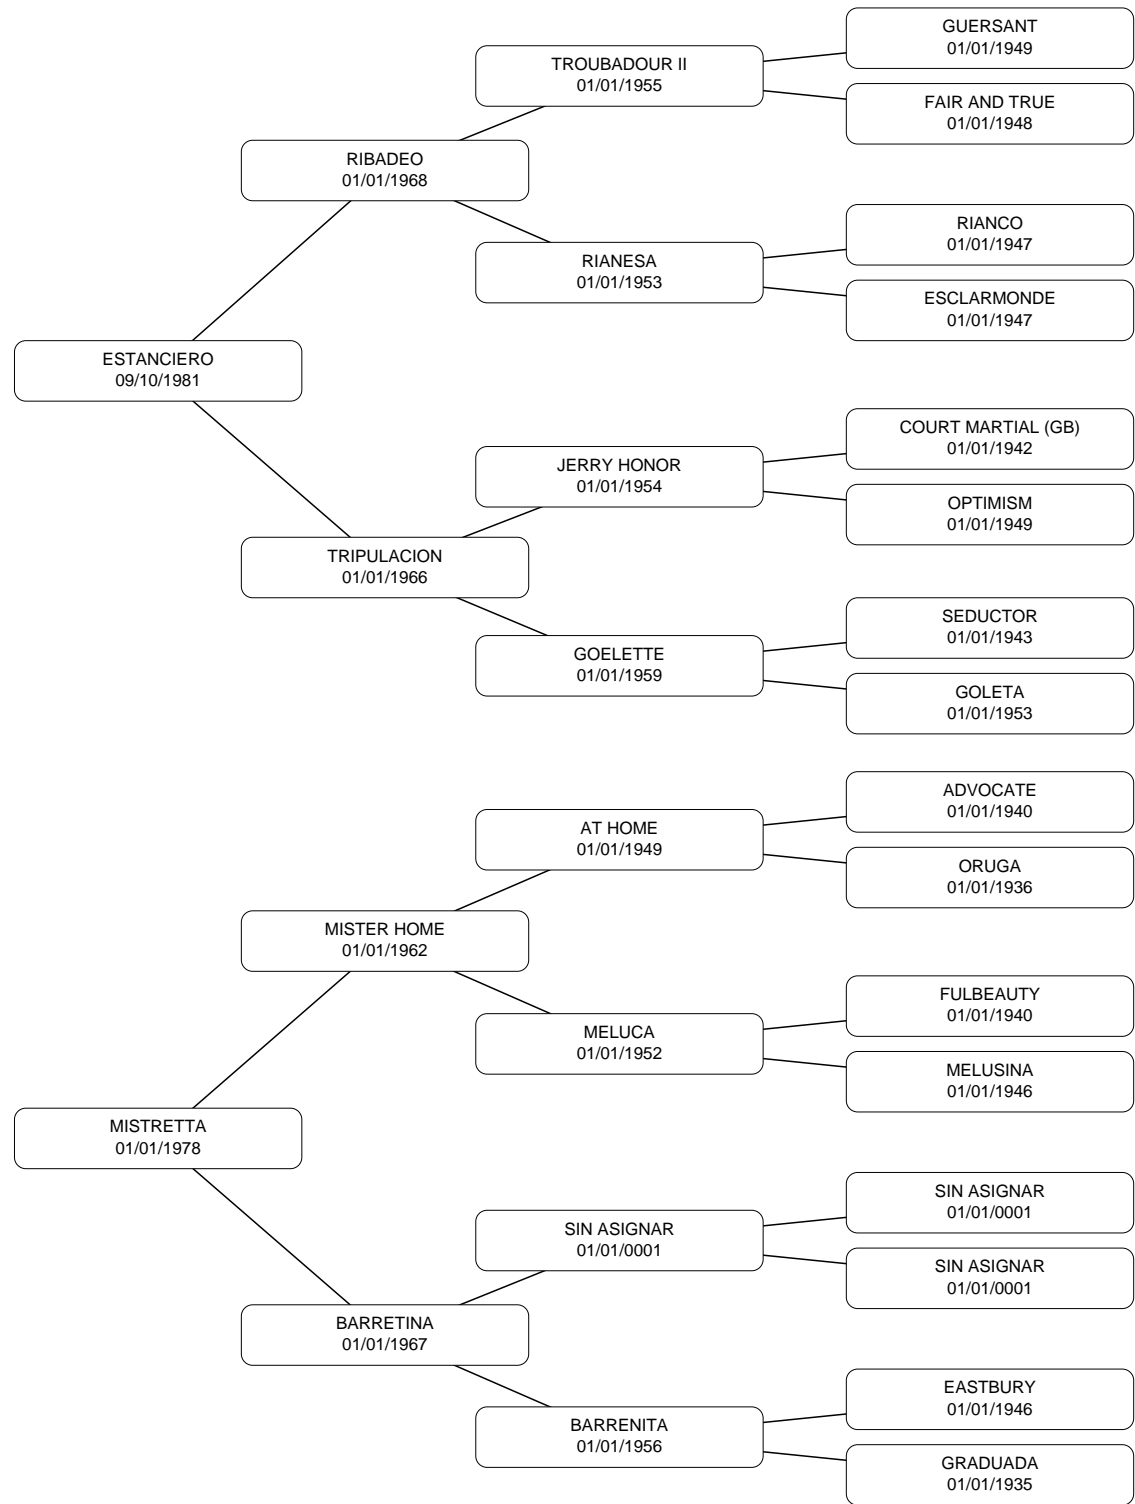 GUERSANT
01/01/1949
TROUBADOUR II
01/01/1955
FAIR AND TRUE
01/01/1948
RIBADEO
01/01/1968
RIANCO
01/01/1947
RIANESA
01/01/1953
ESCLARMONDE
01/01/1947
ESTANCIERO
09/10/1981
COURT MARTIAL (GB)
01/01/1942
JERRY HONOR
01/01/1954
OPTIMISM
01/01/1949
TRIPULACION
01/01/1966
SEDUCTOR
01/01/1943
GOELETTE
01/01/1959
GOLETA
01/01/1953
ADVOCATE
01/01/1940
AT HOME
01/01/1949
ORUGA
01/01/1936
MISTER HOME
01/01/1962
FULBEAUTY
01/01/1940
MELUCA
01/01/1952
MELUSINA
01/01/1946
MISTRETTA
01/01/1978
SIN ASIGNAR
01/01/0001
SIN ASIGNAR
01/01/0001
SIN ASIGNAR
01/01/0001
BARRETINA
01/01/1967
EASTBURY
01/01/1946
BARRENITA
01/01/1956
GRADUADA
01/01/1935